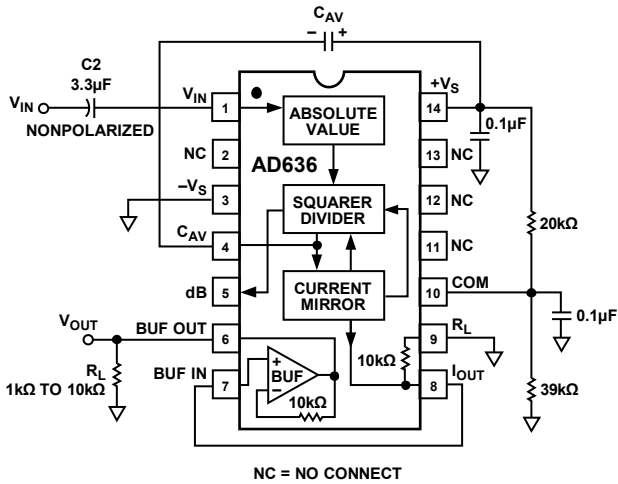 CAV
– +
C2
3.3µF
VIN
NONPOLARIZED
VIN
1
ABSOLUTE
VALUE
+VS
14
0.1µF
NC
2
AD636
13
NC
–VS
3
SQUARER
DIVIDER
12
NC
20kΩ
CAV
4
11
NC
dB
5
CURRENT
MIRROR
10
COM
0.1µF
VOUT
BUF OUT
6
10kΩ
9
RL
RL
1kΩ TO 10kΩ
BUF IN
7
+
BUF
–
10kΩ
8
IOUT
39kΩ
NC = NO CONNECT